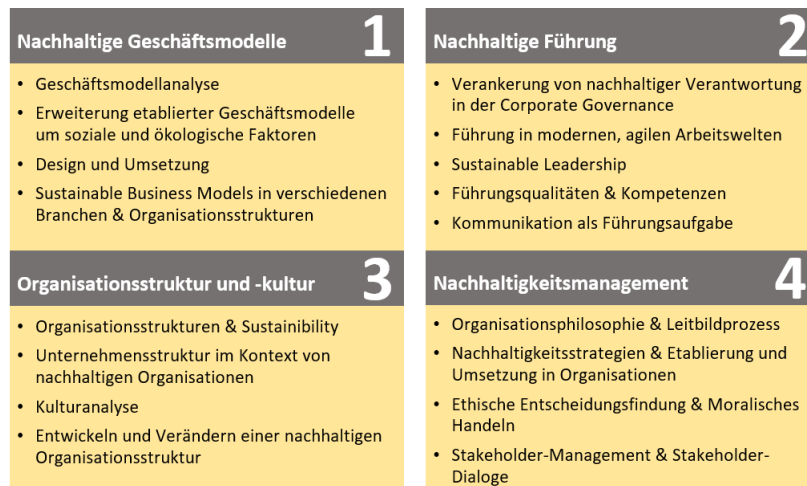 Nachhaltige Geschäftsmodelle 1
• Geschäftsmodellanalyse
• Erweiterung etablierter Geschäftsmodelle
um soziale und ökologische Faktoren
• Design und Umsetzung
• Sustainable Business Models in verschiedenen
Branchen & Organisationsstrukturen
Nachhaltige Führung 2
• Verankerung von nachhaltiger Verantwortung
in der Corporate Governance
• Führung in modernen, agilen Arbeitswelten
• Sustainable Leadership
• Führungsqualitäten & Kompetenzen
• Kommunikation als Führungsaufgabe
Organisationsstruktur und -kultur 3
• Organisationsstrukturen & Sustainibility
• Unternehmensstruktur im Kontext von
nachhaltigen Organisationen
• Kulturanalyse
• Entwickeln und Verändern einer nachhaltigen
Organisationsstruktur
Nachhaltigkeitsmanagement 4
• Organisationsphilosophie & Leitbildprozess
• Nachhaltigkeitsstrategien & Etablierung und
Umsetzung in Organisationen
• Ethische Entscheidungsfindung & Moralisches
Handeln
• Stakeholder-Management & Stakeholder-
Dialoge